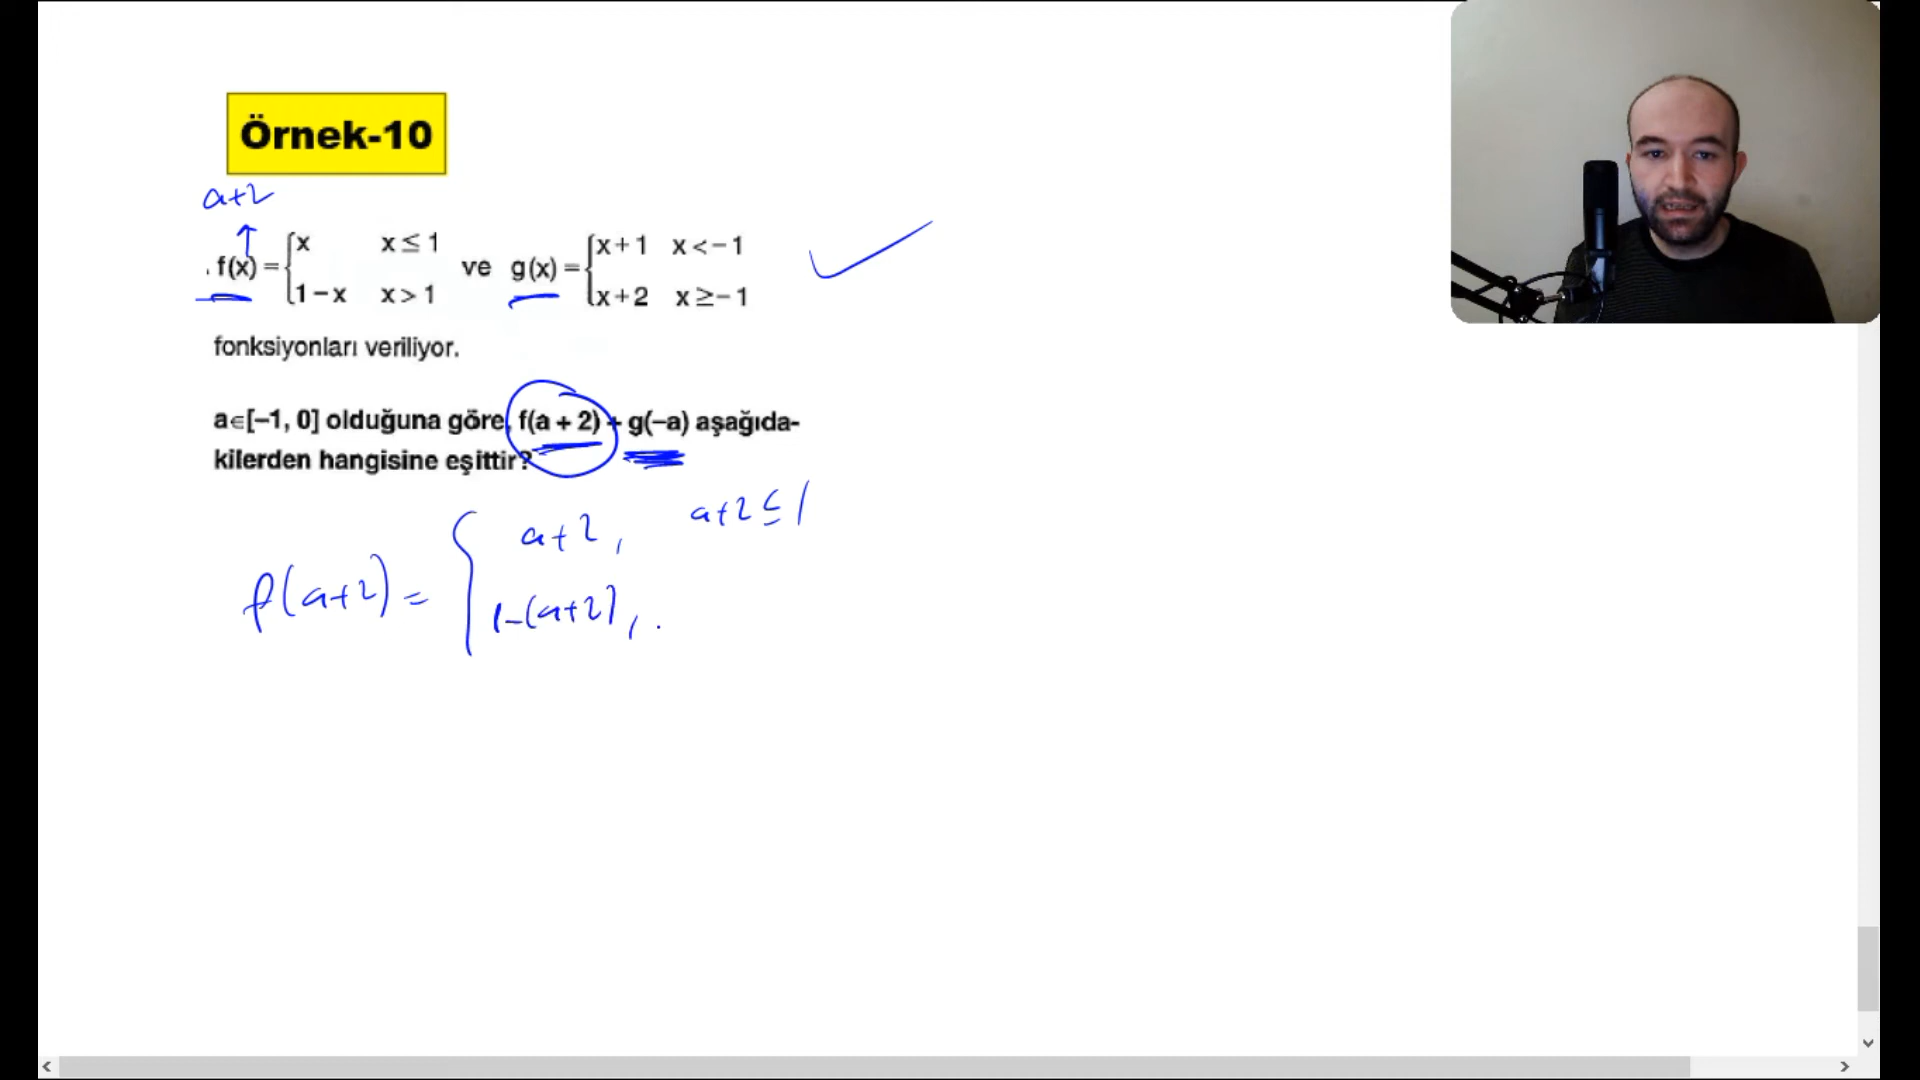 Örnek-10
a+2
f(x) = { x x ≤ 1 ve g(x) = { x+1 x < -1
1-x x > 1 x+2 x ≥ -1
fonksiyonları veriliyor.
a∈[-1, 0] olduğuna göre, f(a + 2) + g(-a) aşağıda-
kilerden hangisine eşittir?
f(a+2) = { a+2, a+2 ≤ 1
1-(a+2),